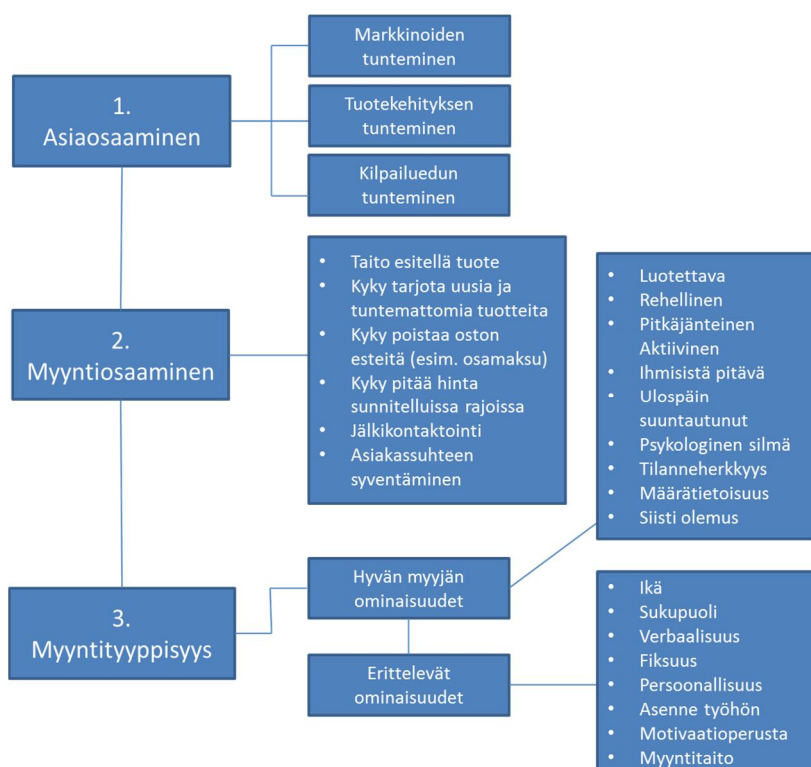 1.
Asiaosaaminen
Markkinoiden
tunteminen
Tuotekehityksen
tunteminen
Kilpailuedun
tunteminen
2.
Myyntiosaaminen
• Taito esitellä tuote
• Kyky tarjota uusia ja
tuntemattomia tuotteita
• Kyky poistaa oston
esteitä (esim. osamaksu)
• Kyky pitää hinta
sunnitelluissa rajoissa
• Jälkikontaktointi
• Asiakassuhteen
syventäminen
3.
Myyntityyppisyys
Hyvän myyjän
ominaisuudet
• Luotettava
• Rehellinen
• Pitkäjänteinen
Aktiivinen
• Ihmisistä pitävä
• Ulospäin
suuntautunut
• Psykologinen silmä
• Tilanneherkkyys
• Määrätietoisuus
• Siisti olemus
Erittelevät
ominaisuudet
• Ikä
• Sukupuoli
• Verbaalisuus
• Fiksuus
• Persoonallisuus
• Asenne työhön
• Motivaatioperusta
• Myyntitaito